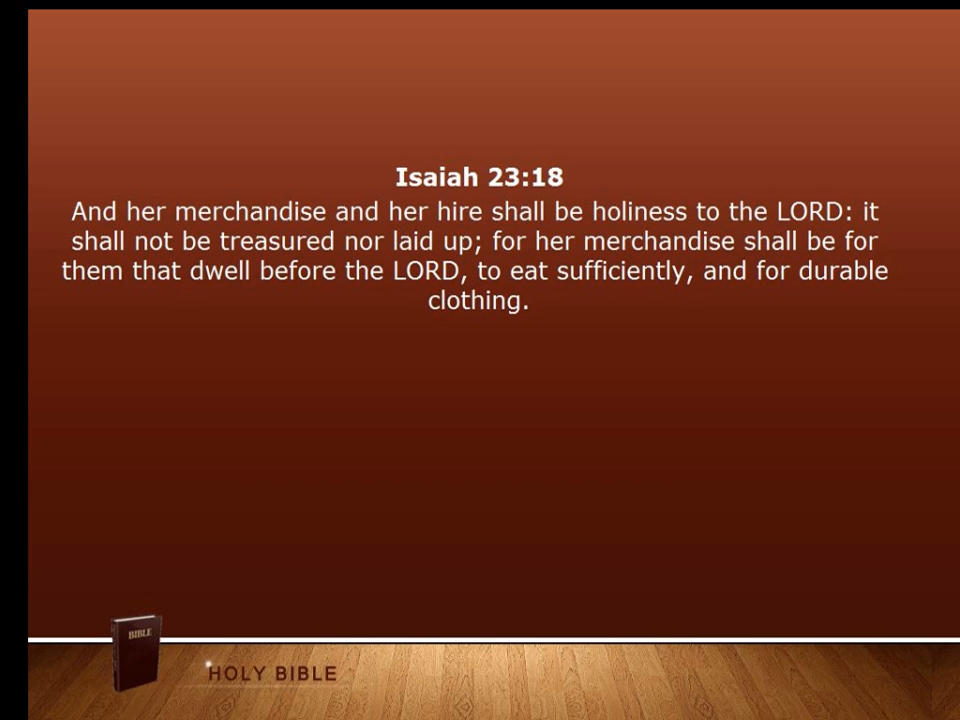 Isaiah 23:18
And her merchandise and her hire shall be holiness to the LORD: it
shall not be treasured nor laid up; for her merchandise shall be for
them that dwell before the LORD, to eat sufficiently, and for durable
clothing.
BIBLE
HOLY BIBLE